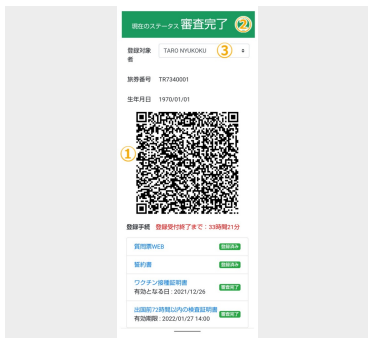 現在のステータス 審査完了 ②
登録対象者 TARO NYUKOKU ③
旅券番号 TR7340001
生年月日 1970/01/01
①
登録手続 登録受付終了まで：33時間21分
質問票WEB 登録済み
誓約書 登録済み
ワクチン接種証明書
有効となる日 : 2021/12/26 審査完了
出国前72時間以内の検査証明書
有効期限 : 2022/01/27 14:00 審査完了